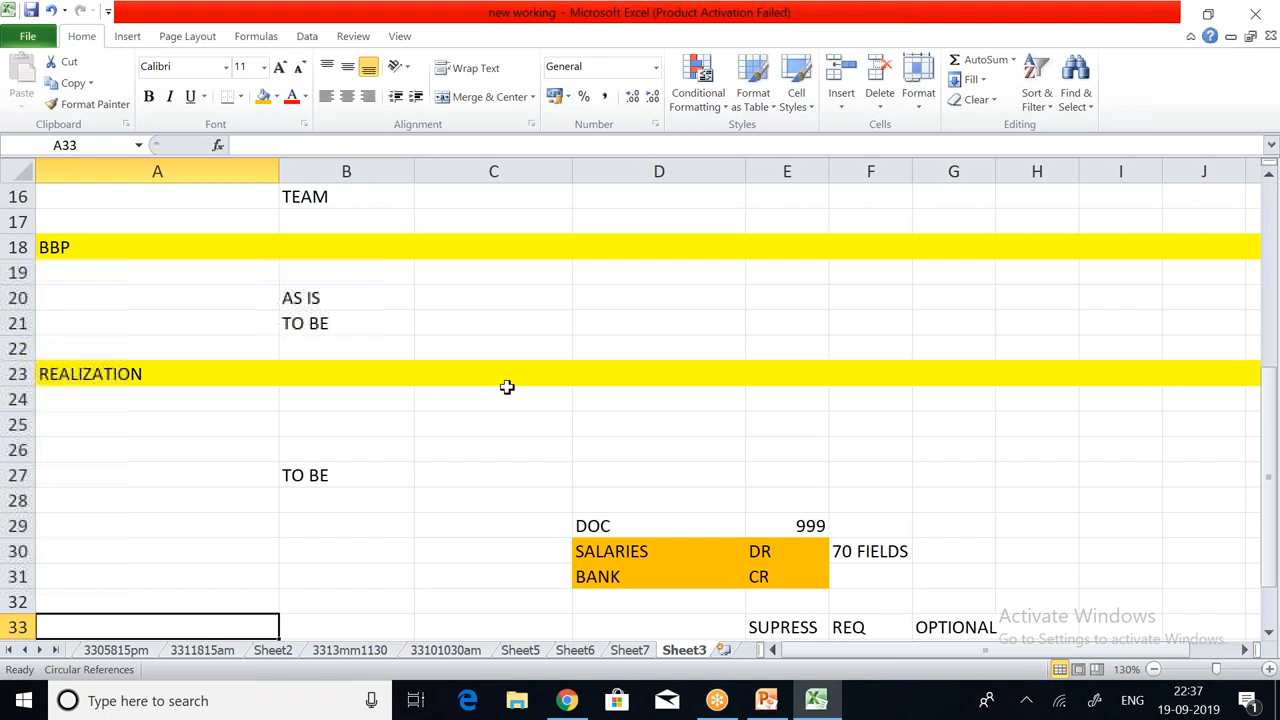 new working - Microsoft Excel (Product Activation Failed)
File Home Insert Page Layout Formulas Data Review View
Paste
Cut
Copy
Format Painter
Clipboard
Calibri 11
B I U
Font
Wrap Text
Merge & Center
Alignment
General
Number
Conditional Formatting
Format as Table
Cell Styles
Styles
Insert Delete Format
Cells
AutoSum
Fill
Clear
Sort & Filter
Find & Select
Editing
A33 fx
A B C D E F G H I J
16 TEAM
17
18 BBP
19
20 AS IS
21 TO BE
22
23 REALIZATION
24
25
26
27 TO BE
28
29 DOC 999
30 SALARIES DR 70 FIELDS
31 BANK CR
32
33 SUPRESS REQ OPTIONAL
Activate Windows
Go to Settings to activate Windows.
3305815pm 3311815am Sheet2 3313mm1130 33101030am Sheet5 Sheet6 Sheet7 Sheet3
Ready Circular References 130%
Type here to search
ENG
22:37
19-09-2019